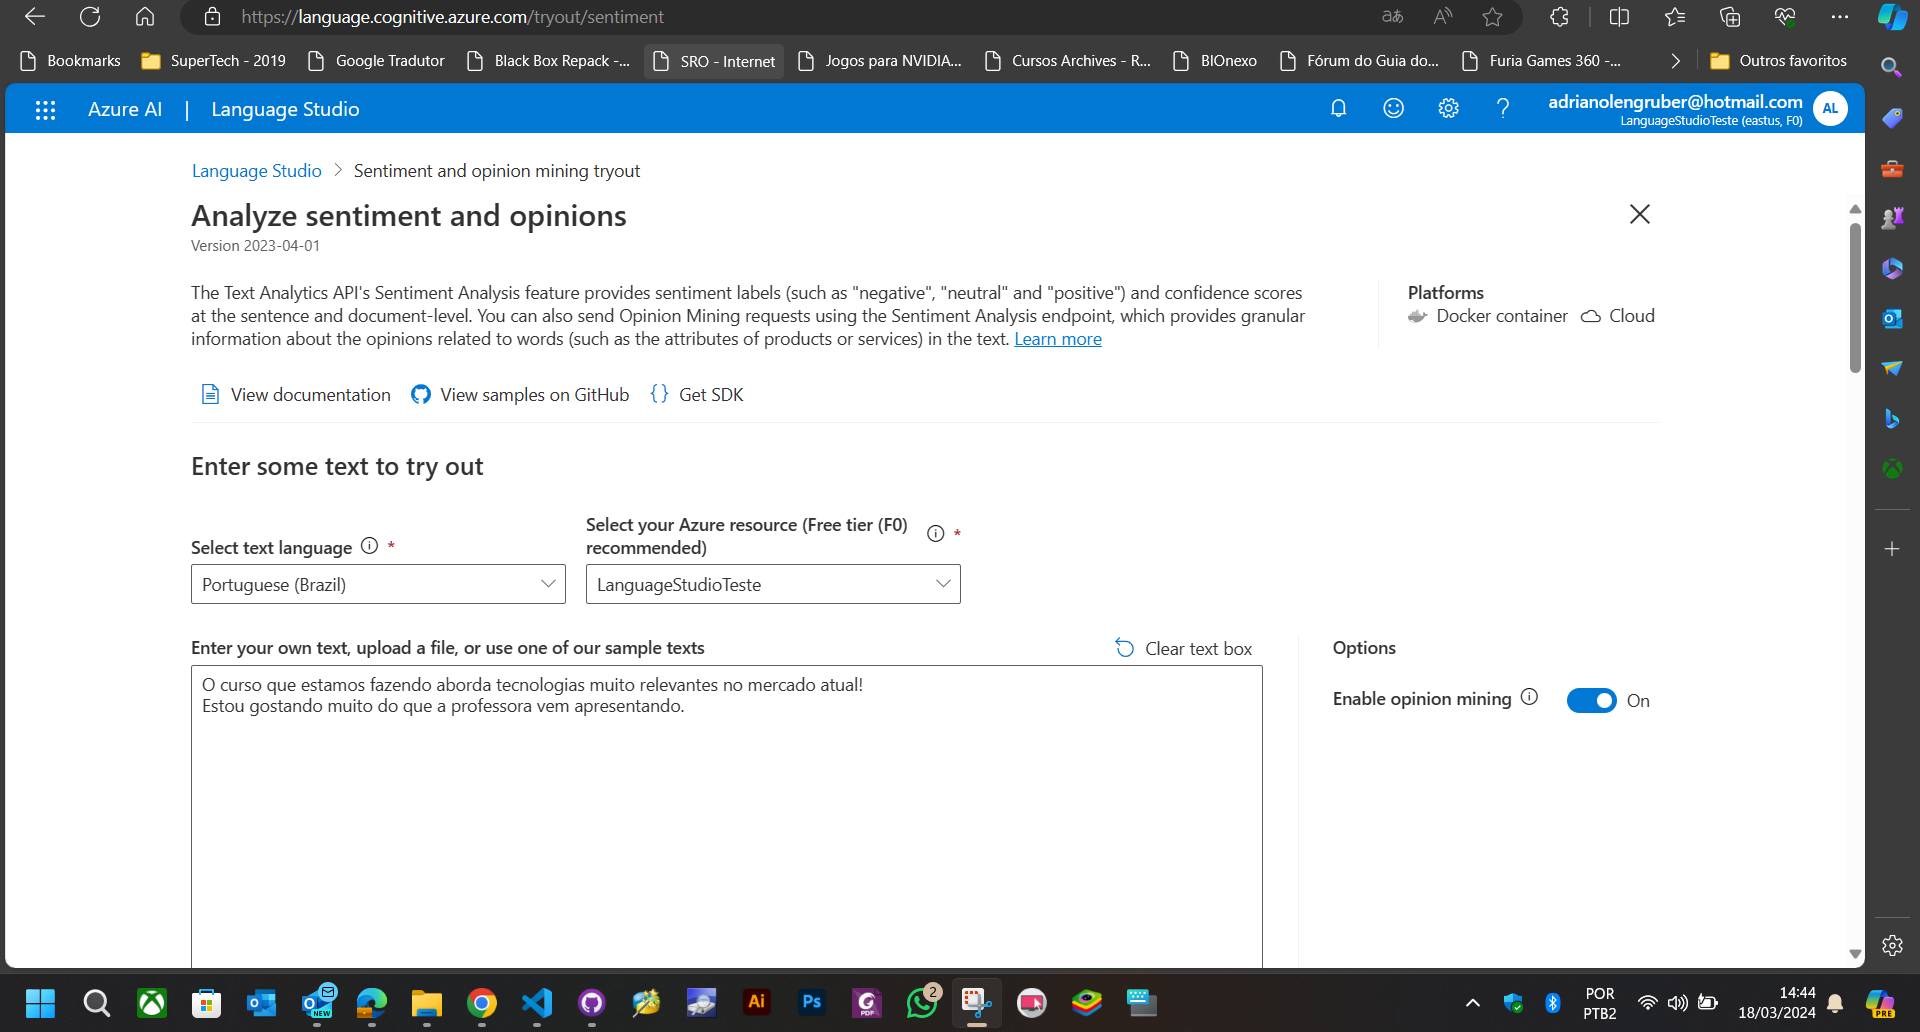 https://language.cognitive.azure.com/tryout/sentiment
Bookmarks
SuperTech - 2019
Google Tradutor
Black Box Repack -...
SRO - Internet
Jogos para NVIDIA...
Cursos Archives - R...
BIOnexo
Fórum do Guia do...
Furia Games 360 -...
Outros favoritos
Azure AI | Language Studio
adrianolengruber@hotmail.com
LanguageStudioTeste (eastus, F0)
AL
Language Studio > Sentiment and opinion mining tryout
Analyze sentiment and opinions
Version 2023-04-01
The Text Analytics API's Sentiment Analysis feature provides sentiment labels (such as "negative", "neutral" and "positive") and confidence scores
at the sentence and document-level. You can also send Opinion Mining requests using the Sentiment Analysis endpoint, which provides granular
information about the opinions related to words (such as the attributes of products or services) in the text. Learn more
Platforms
Docker container Cloud
View documentation
View samples on GitHub
{} Get SDK
Enter some text to try out
Select text language *
Portuguese (Brazil)
Select your Azure resource (Free tier (F0)
recommended) *
LanguageStudioTeste
Enter your own text, upload a file, or use one of our sample texts
Clear text box
O curso que estamos fazendo aborda tecnologias muito relevantes no mercado atual!
Estou gostando muito do que a professora vem apresentando.
Options
Enable opinion mining On
NEW
Ai
Ps
PDF
2
POR
PTB2
14:44
18/03/2024
PRE